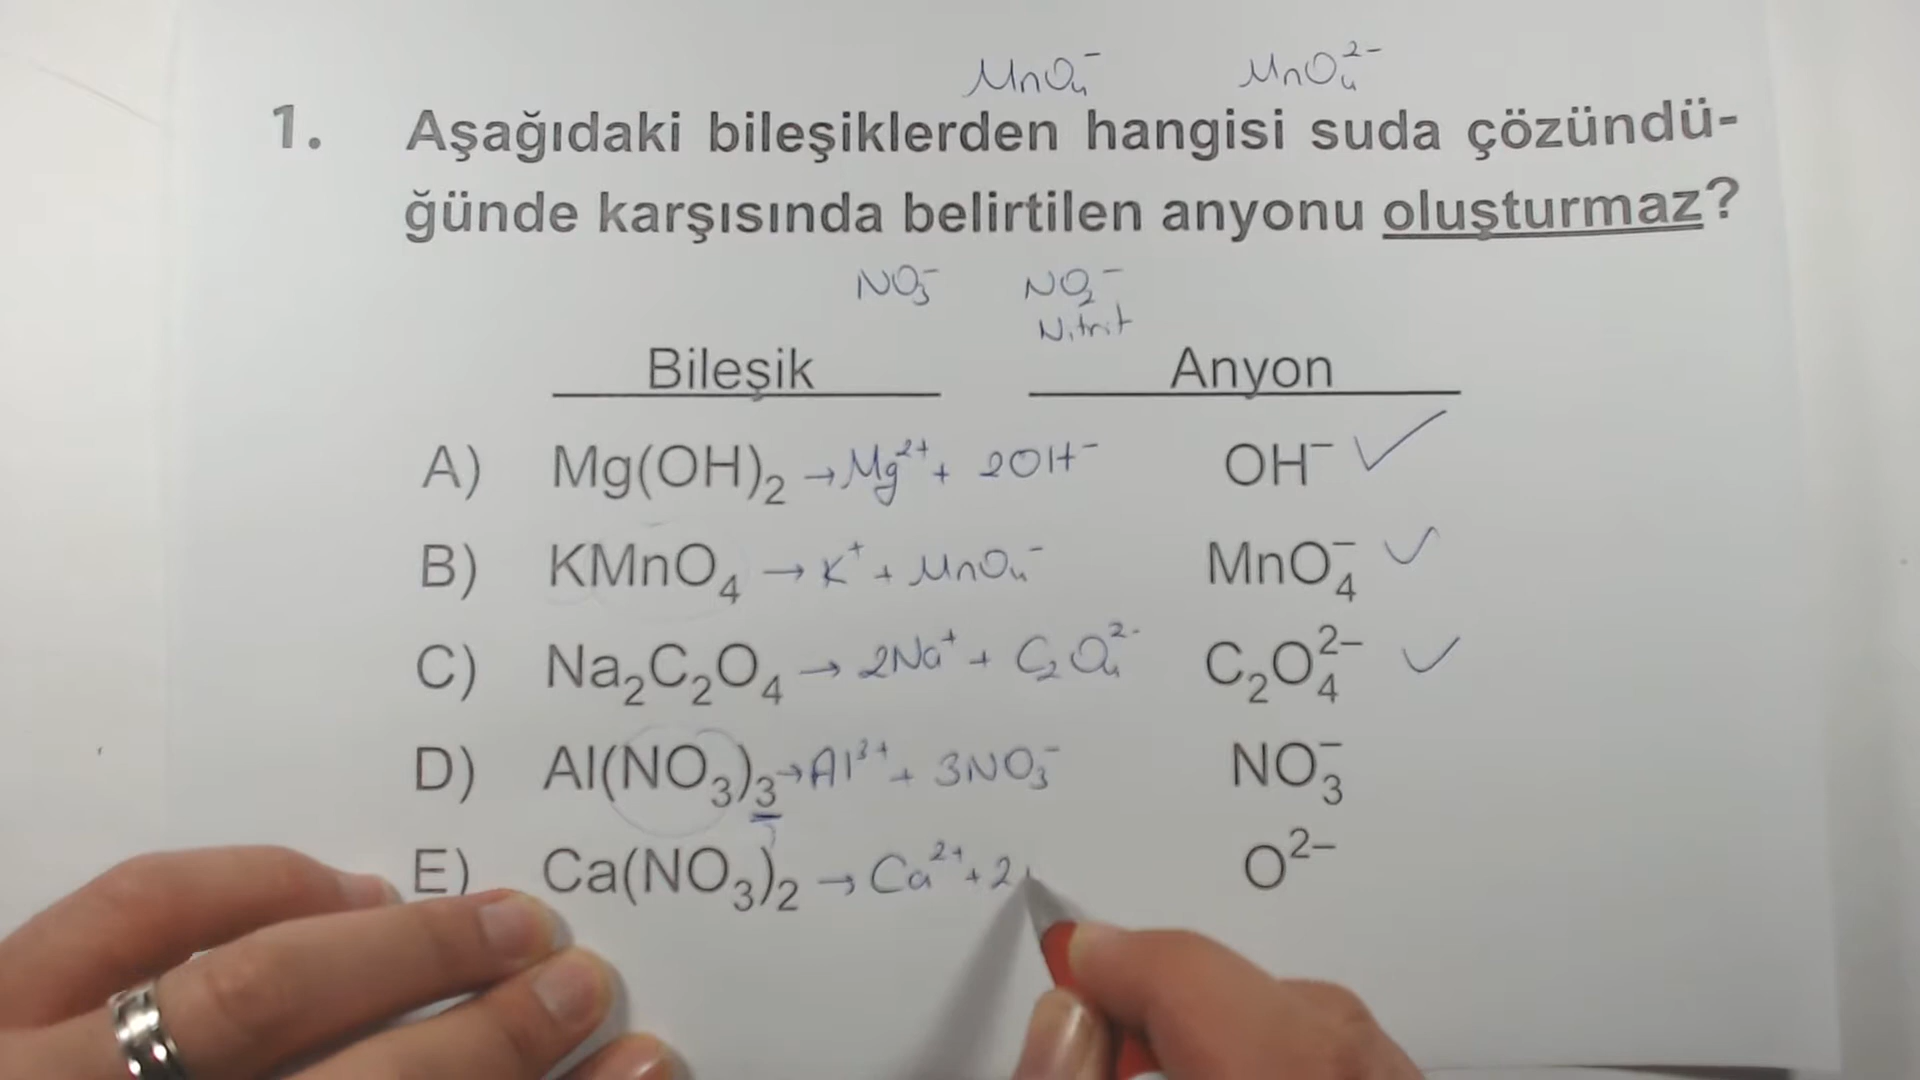 MnO₄⁻ MnO₄²⁻
1. Aşağıdaki bileşiklerden hangisi suda çözündü-
ğünde karşısında belirtilen anyonu oluşturmaz?
NO₃⁻ NO₂⁻
Nitrit
Bileşik Anyon
A) Mg(OH)₂ → Mg²⁺ + 2OH⁻ OH⁻ ✓
B) KMnO₄ → K⁺ + MnO₄⁻ MnO₄⁻ ✓
C) Na₂C₂O₄ → 2Na⁺ + C₂O₄²⁻ C₂O₄²⁻ ✓
D) Al(NO₃)₃ → Al³⁺ + 3NO₃⁻ NO₃⁻
E) Ca(NO₃)₂ → Ca²⁺ + 2 O²⁻